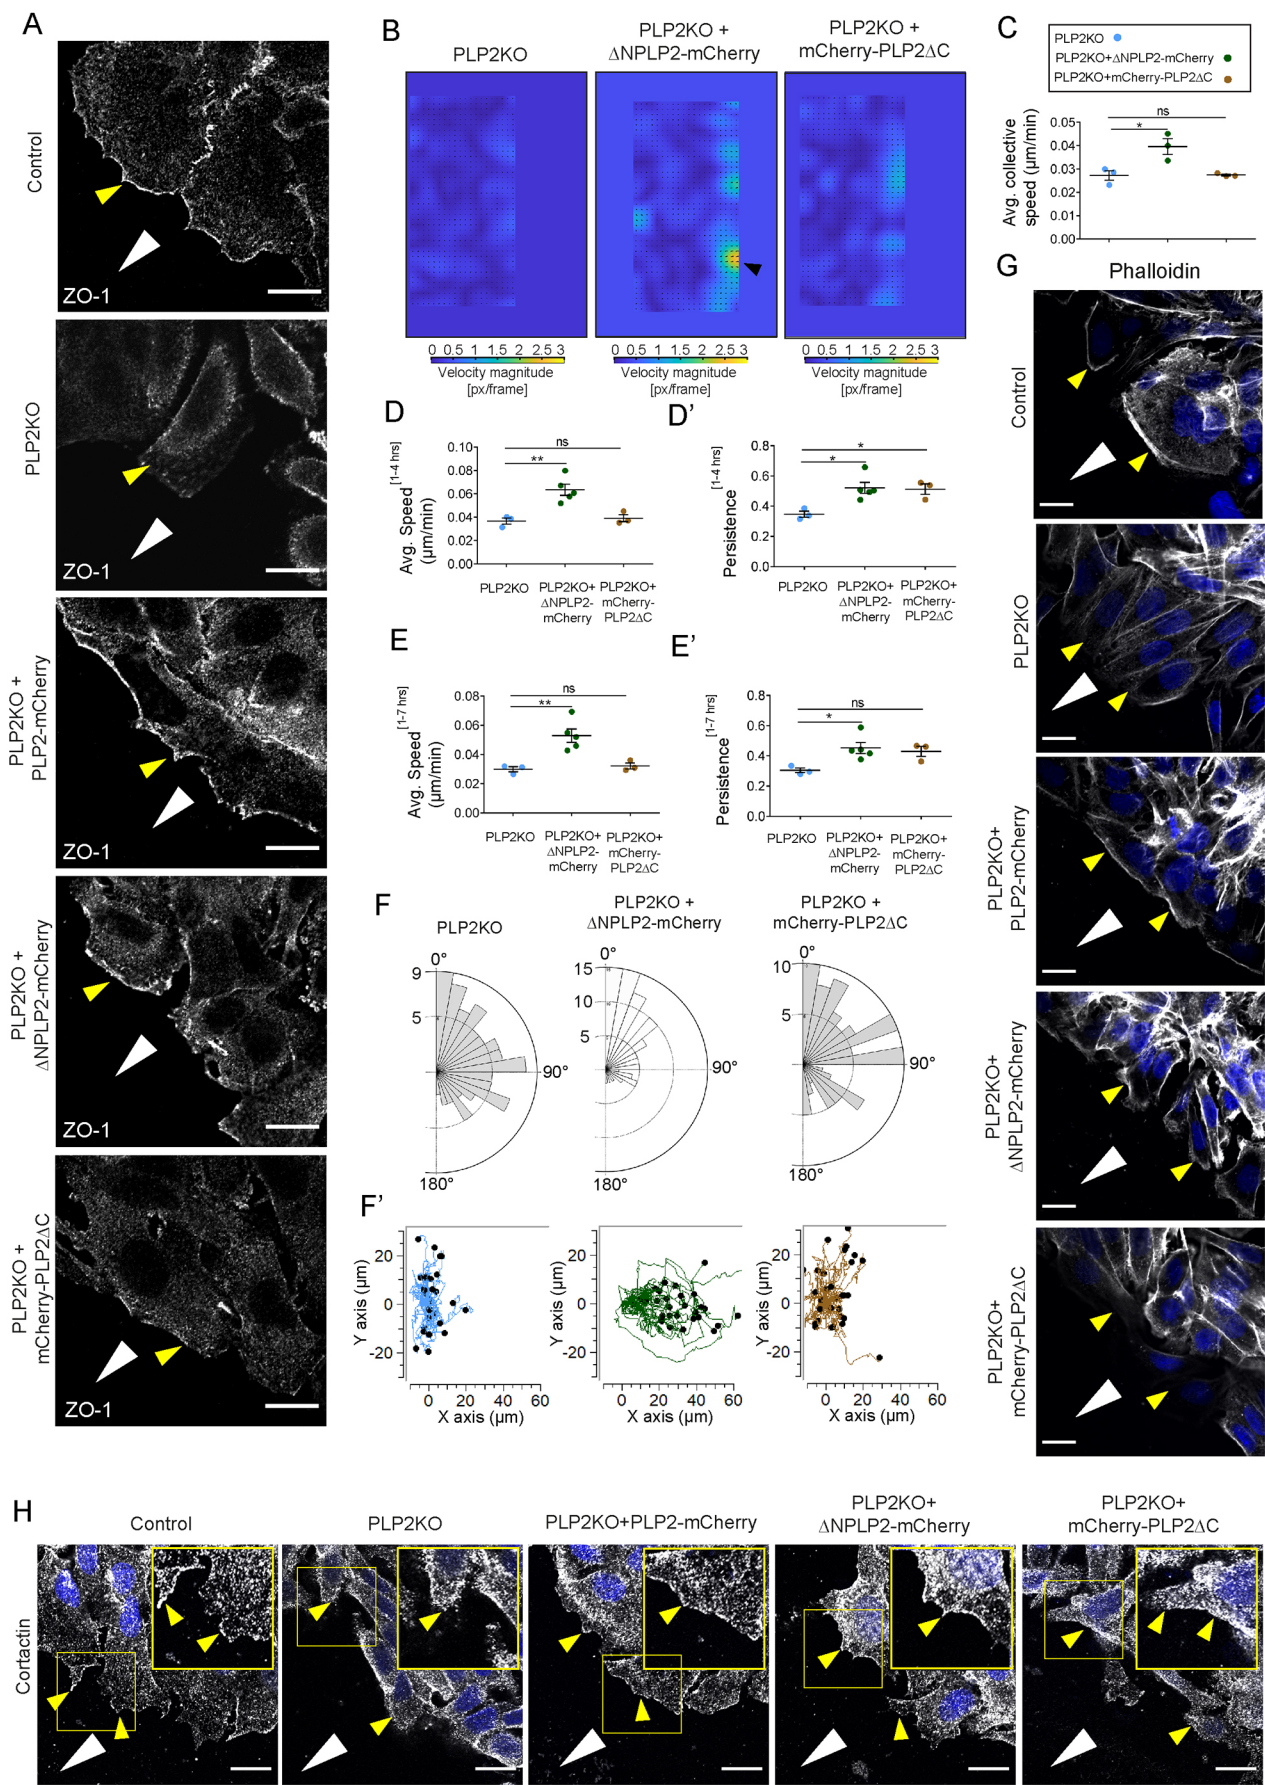 A
Control
ZO-1
PLP2KO
ZO-1
PLP2KO +
PLP2-mCherry
ZO-1
PLP2KO +
ΔNPLP2-mCherry
ZO-1
PLP2KO +
mCherry-PLP2ΔC
ZO-1
B
PLP2KO
PLP2KO +
ΔNPLP2-mCherry
PLP2KO +
mCherry-PLP2ΔC
0 0.5 1 1.5 2 2.5 3
Velocity magnitude
[px/frame]
0 0.5 1 1.5 2 2.5 3
Velocity magnitude
[px/frame]
0 0.5 1 1.5 2 2.5 3
Velocity magnitude
[px/frame]
C
PLP2KO
PLP2KO+ΔNPLP2-mCherry
PLP2KO+mCherry-PLP2ΔC
Avg. collective
speed (µm/min)
0.05
0.04
0.03
0.02
0.01
0.00
ns
*
D
Avg. Speed[1-4 hrs]
(µm/min)
0.10
0.08
0.06
0.04
0.02
0.00
ns
**
PLP2KO
PLP2KO+
ΔNPLP2-
mCherry
PLP2KO+
mCherry-
PLP2ΔC
D'
Persistence[1-4 hrs]
0.8
0.6
0.4
0.2
0.0
*
*
PLP2KO
PLP2KO+
ΔNPLP2-
mCherry
PLP2KO+
mCherry-
PLP2ΔC
E
Avg. Speed[1-7 hrs]
(µm/min)
0.08
0.06
0.04
0.02
0.00
ns
**
PLP2KO
PLP2KO+
ΔNPLP2-
mCherry
PLP2KO+
mCherry-
PLP2ΔC
E'
Persistence[1-7 hrs]
0.8
0.6
0.4
0.2
0.0
ns
*
PLP2KO
PLP2KO+
ΔNPLP2-
mCherry
PLP2KO+
mCherry-
PLP2ΔC
F
PLP2KO
0°
9
5
90°
180°
PLP2KO +
ΔNPLP2-mCherry
0°
15
10
5
90°
180°
PLP2KO +
mCherry-PLP2ΔC
0°
10
5
90°
180°
F'
Y axis (µm)
20
0
-20
0 20 40 60
X axis (µm)
Y axis (µm)
20
0
-20
0 20 40 60
X axis (µm)
Y axis (µm)
20
0
-20
0 20 40 60
X axis (µm)
G
Phalloidin
Control
PLP2KO
PLP2KO+
PLP2-mCherry
PLP2KO+
ΔNPLP2-mCherry
PLP2KO+
mCherry-PLP2ΔC
H
Cortactin
Control
PLP2KO
PLP2KO+PLP2-mCherry
PLP2KO+
ΔNPLP2-mCherry
PLP2KO+
mCherry-PLP2ΔC